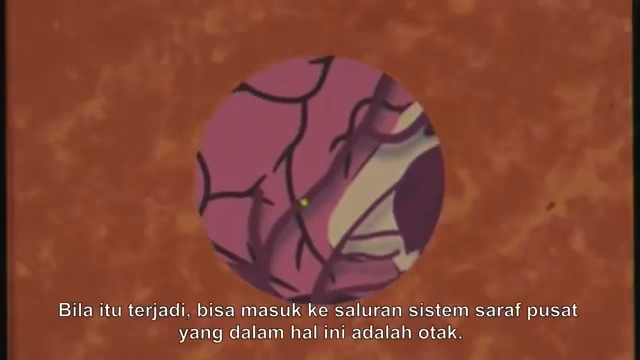 Bila itu terjadi, bisa masuk ke saluran sistem saraf pusat
yang dalam hal ini adalah otak.